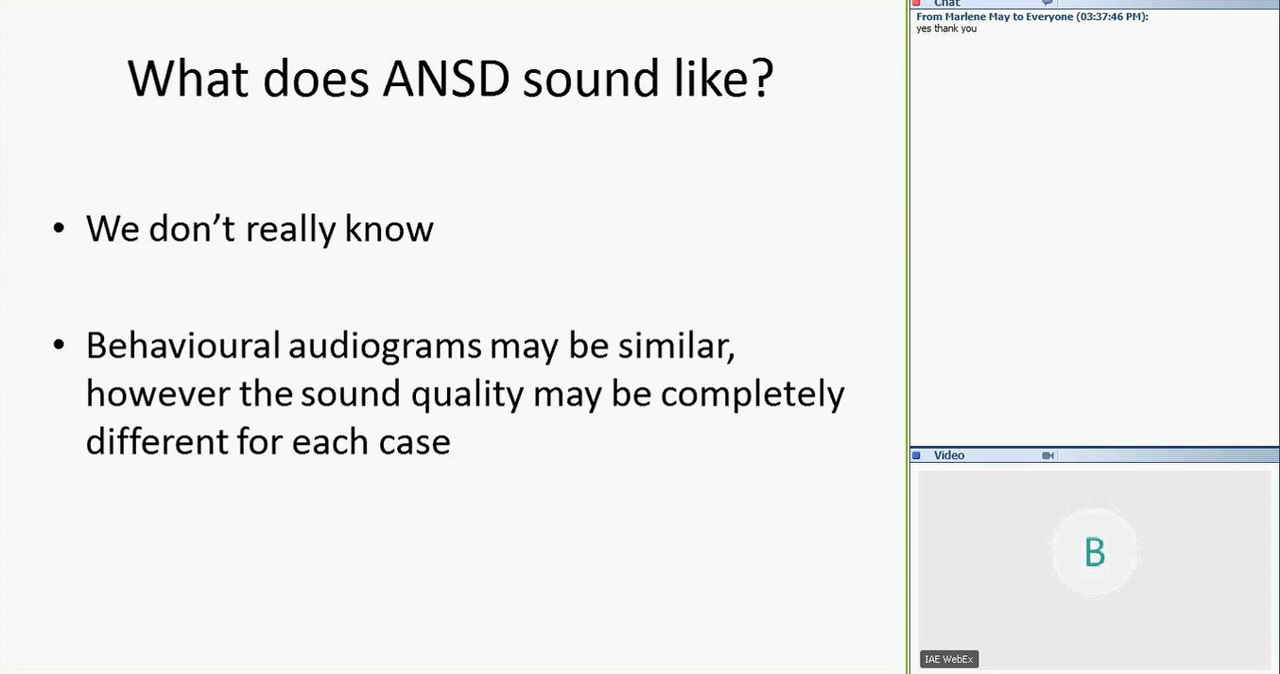 What does ANSD sound like?
• We don’t really know
• Behavioural audiograms may be similar,
however the sound quality may be completely
different for each case
Chat
From Marlene May to Everyone (03:37:46 PM):
yes thank you
Video
B
IAE WebEx